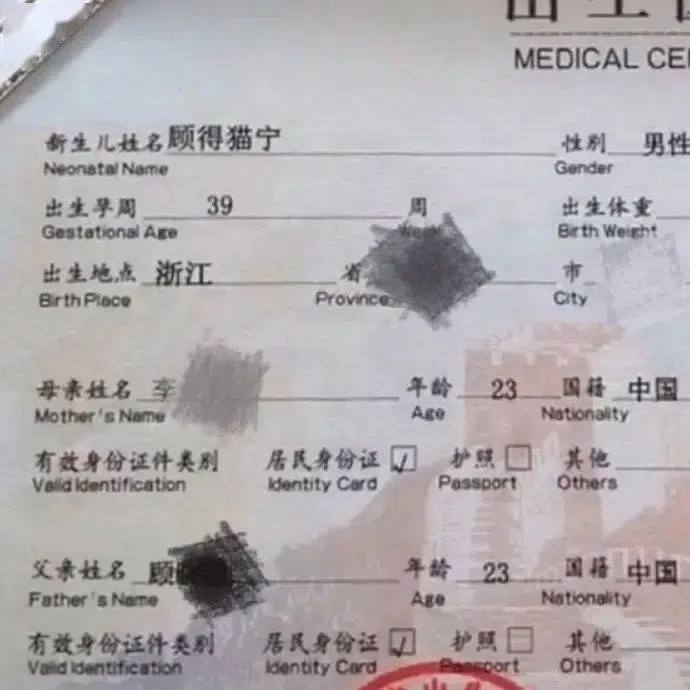 出生
MEDICAL CE
新生儿姓名 顾得猫宁 性别 男性
Neonatal Name Gender
出生孕周 39 周 出生体重
Gestational Age Week Birth Weight
出生地点 浙江 省 市
Birth Place Province City
母亲姓名 李 年龄 23 国籍 中国
Mother's Name Age Nationality
有效身份证件类别 居民身份证 ✓ 护照 □ 其他
Valid Identification Identity Card Passport Others
父亲姓名 顾 年龄 23 国籍 中国
Father's Name Age Nationality
有效身份证件类别 居民身份证 ✓ 护照 □ 其他
Valid Identification Identity Card Passport Others